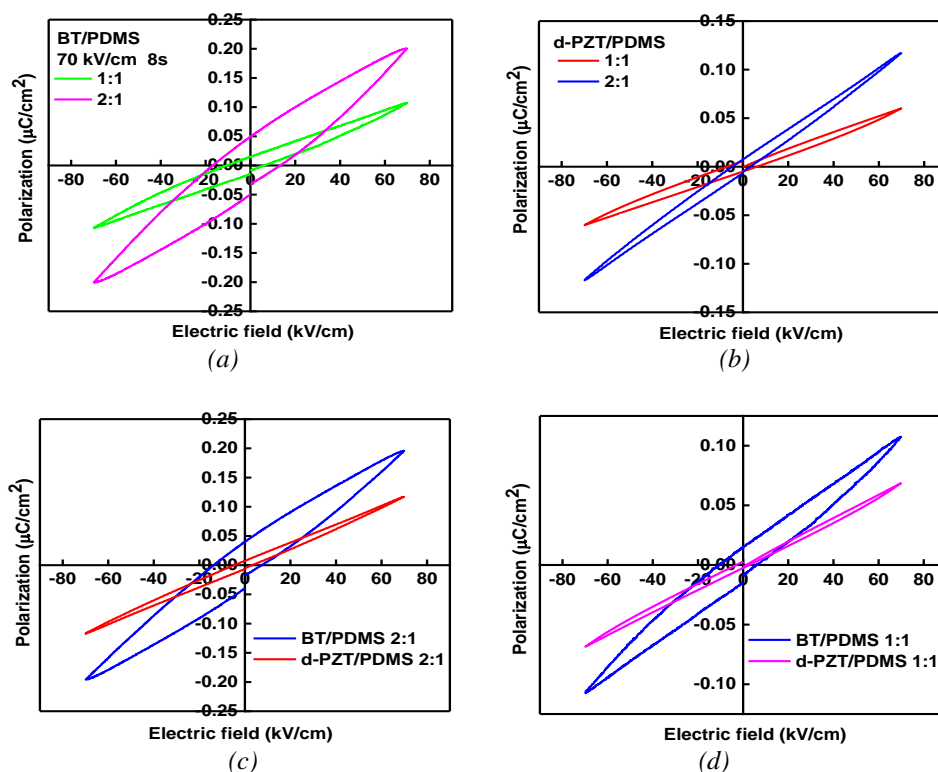 BT/PDMS
70 kV/cm 8s
1:1
2:1
0.25
0.20
0.15
0.10
0.05
0.00
-0.05
-0.10
-0.15
-0.20
-0.25
-80 -60 -40 -20 0 20 40 60 80
Polarization (µC/cm²)
Electric field (kV/cm)
(a)
d-PZT/PDMS
1:1
2:1
0.15
0.10
0.05
0.00
-0.05
-0.10
-0.15
-80 -60 -40 -20 0 20 40 60 80
Polarization (µC/cm²)
Electric field (kV/cm)
(b)
0.25
0.20
0.15
0.10
0.05
0.00
-0.05
-0.10
-0.15
-0.20
-0.25
-80 -60 -40 -20 0 20 40 60 80
BT/PDMS 2:1
d-PZT/PDMS 2:1
Polarization (µC/cm²)
Electric field (kV/cm)
(c)
0.10
0.05
0.00
-0.05
-0.10
-80 -60 -40 -20 0 20 40 60 80
BT/PDMS 1:1
d-PZT/PDMS 1:1
Polarization (µC/cm²)
Electric field (kV/cm)
(d)